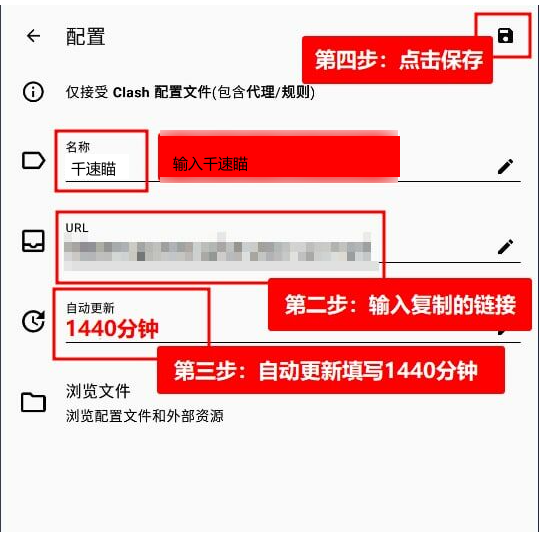 配置
第四步：点击保存
仅接受 Clash 配置文件(包含代理/规则)
名称
千速瞄
输入千速瞄
URL
第二步：输入复制的链接
自动更新
1440分钟
第三步：自动更新填写1440分钟
浏览文件
浏览配置文件和外部资源